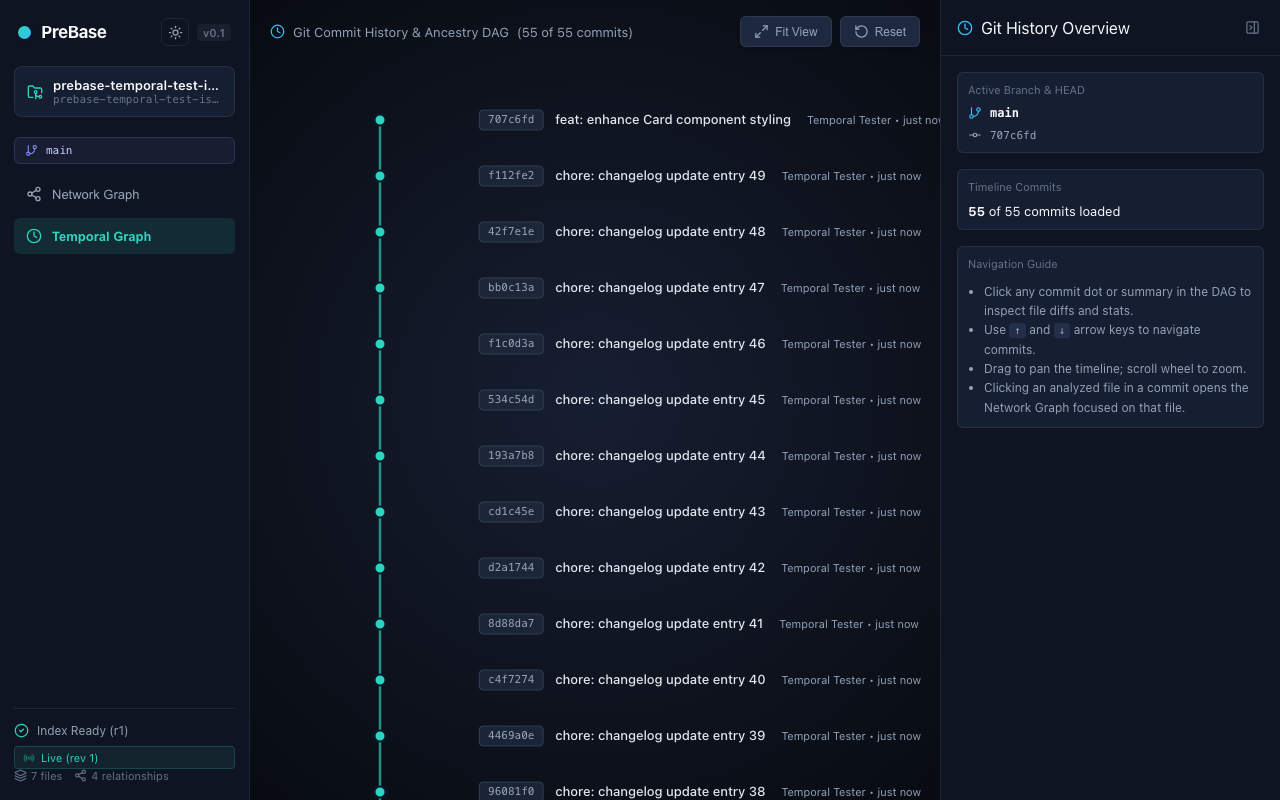 PreBase
v0.1
prebase-temporal-test-i...
prebase-temporal-test-is...
main
Network Graph
Temporal Graph
Index Ready (r1)
Live (rev 1)
7 files 4 relationships
Git Commit History & Ancestry DAG (55 of 55 commits)
Fit View
Reset
707c6fd feat: enhance Card component styling Temporal Tester • just now
f112fe2 chore: changelog update entry 49 Temporal Tester • just now
42f7e1e chore: changelog update entry 48 Temporal Tester • just now
bb0c13a chore: changelog update entry 47 Temporal Tester • just now
f1c0d3a chore: changelog update entry 46 Temporal Tester • just now
534c54d chore: changelog update entry 45 Temporal Tester • just now
193a7b8 chore: changelog update entry 44 Temporal Tester • just now
cd1c45e chore: changelog update entry 43 Temporal Tester • just now
d2a1744 chore: changelog update entry 42 Temporal Tester • just now
8d88da7 chore: changelog update entry 41 Temporal Tester • just now
c4f7274 chore: changelog update entry 40 Temporal Tester • just now
4469a0e chore: changelog update entry 39 Temporal Tester • just now
96081f0 chore: changelog update entry 38 Temporal Tester • just now
Git History Overview
Active Branch & HEAD
main
707c6fd
Timeline Commits
55 of 55 commits loaded
Navigation Guide
• Click any commit dot or summary in the DAG to
inspect file diffs and stats.
• Use ↑ and ↓ arrow keys to navigate
commits.
• Drag to pan the timeline; scroll wheel to zoom.
• Clicking an analyzed file in a commit opens the
Network Graph focused on that file.